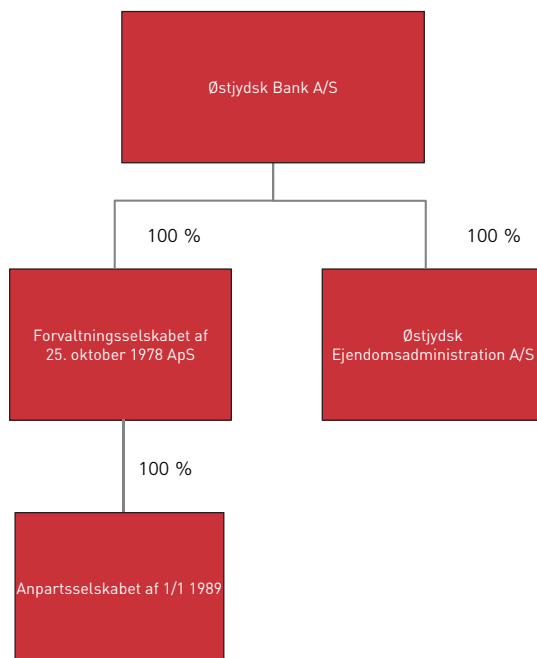 Østjydsk Bank A/S
100 %
100 %
Forvaltningsselskabet af
25. oktober 1978 ApS
Østjydsk
Ejendomsadministration A/S
100 %
Anpartsselskabet af 1/1 1989